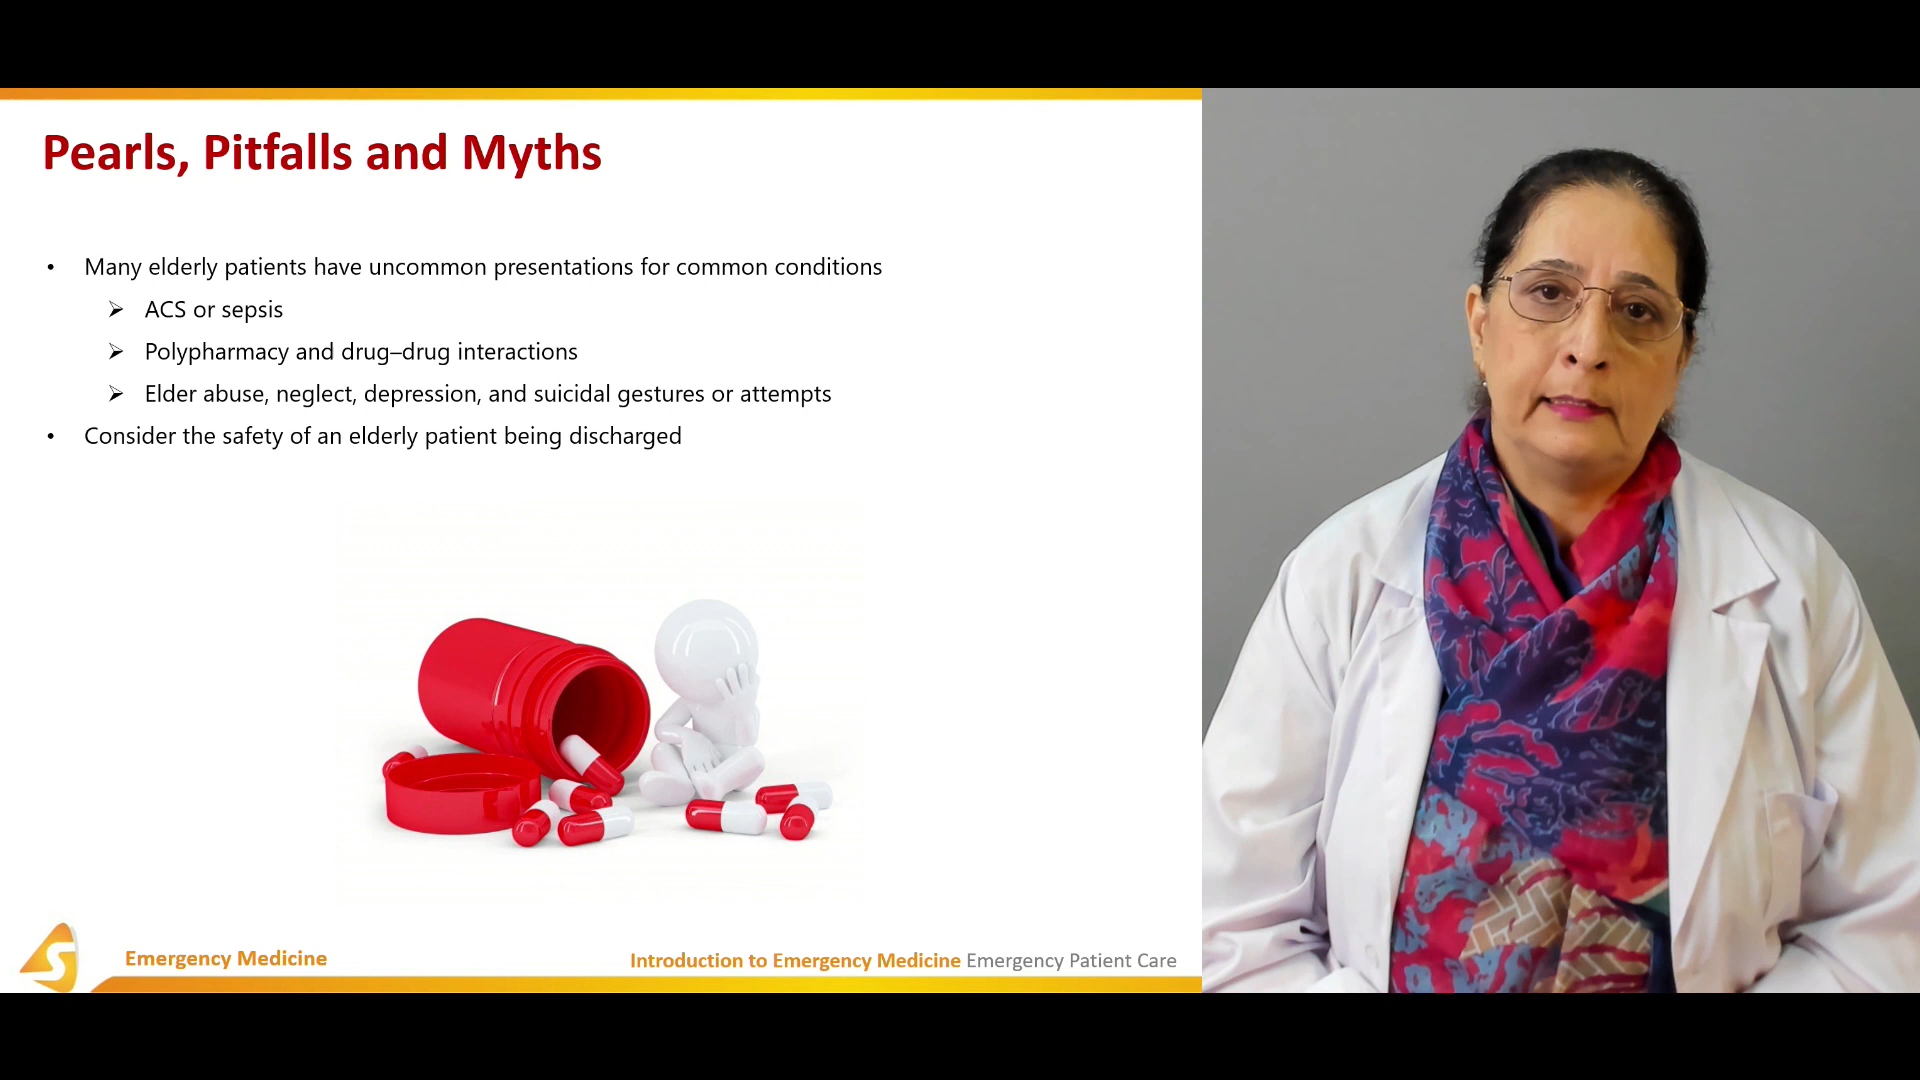 Pearls, Pitfalls and Myths
• Many elderly patients have uncommon presentations for common conditions
➢ ACS or sepsis
➢ Polypharmacy and drug–drug interactions
➢ Elder abuse, neglect, depression, and suicidal gestures or attempts
• Consider the safety of an elderly patient being discharged
S
Emergency Medicine
Introduction to Emergency Medicine Emergency Patient Care